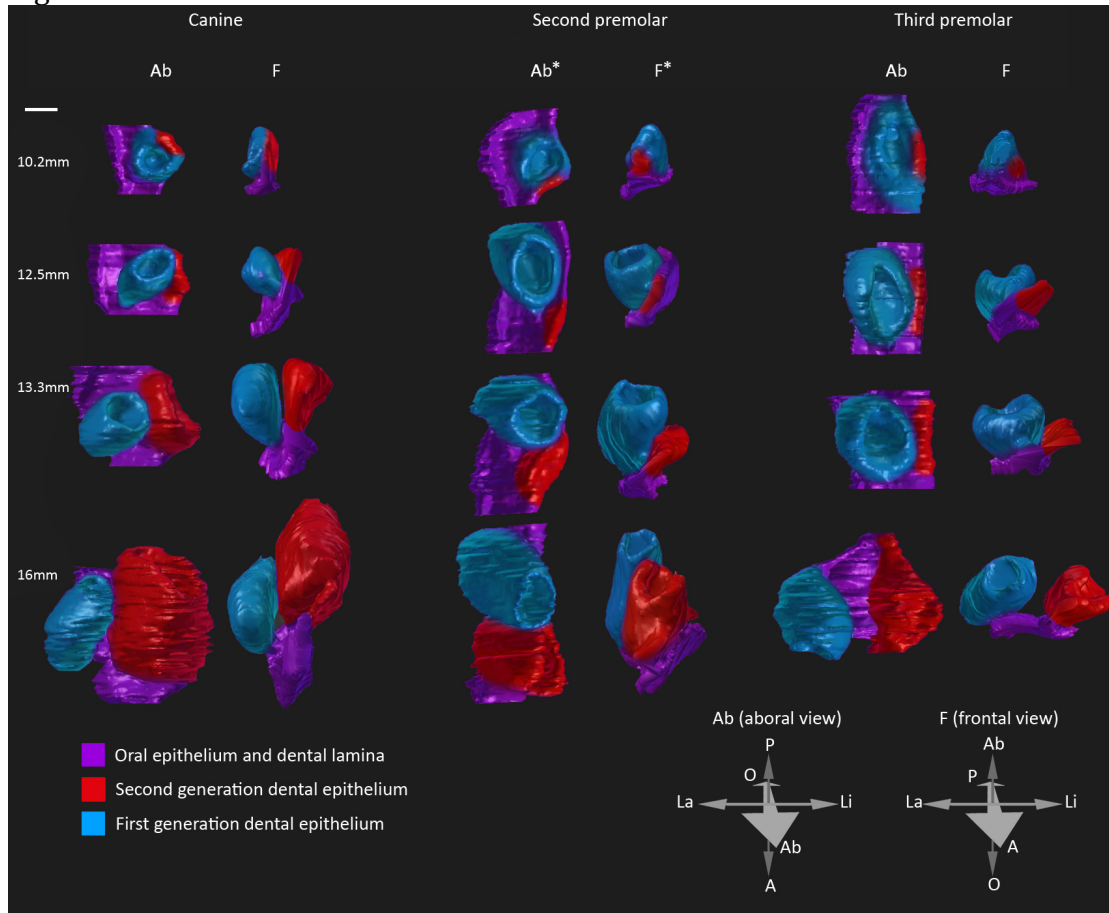 Canine Second premolar Third premolar
Ab F Ab* F* Ab F
10.2mm
12.5mm
13.3mm
16mm
Ab (aboral view) F (frontal view)
P Ab
O P
La Li La Li
Ab A
A O
Oral epithelium and dental lamina
Second generation dental epithelium
First generation dental epithelium